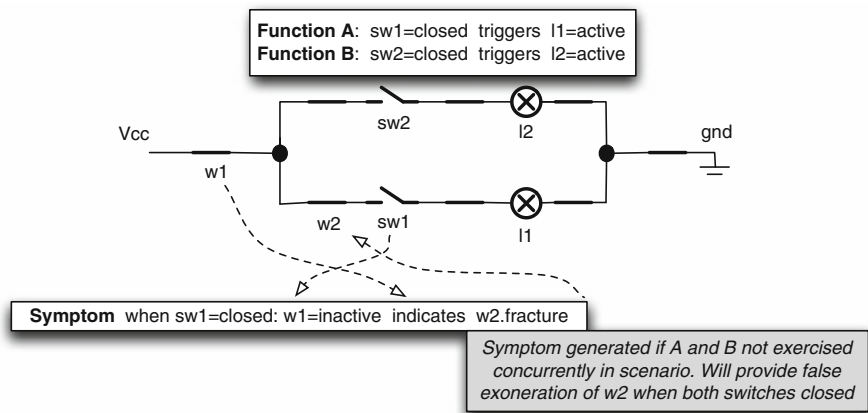 Function A: sw1=closed triggers l1=active
Function B: sw2=closed triggers l2=active
sw2
l2
Vcc
gnd
w1
w2
sw1
l1
Symptom when sw1=closed: w1=inactive indicates w2.fracture
Symptom generated if A and B not exercised
concurrently in scenario. Will provide false
exoneration of w2 when both switches closed